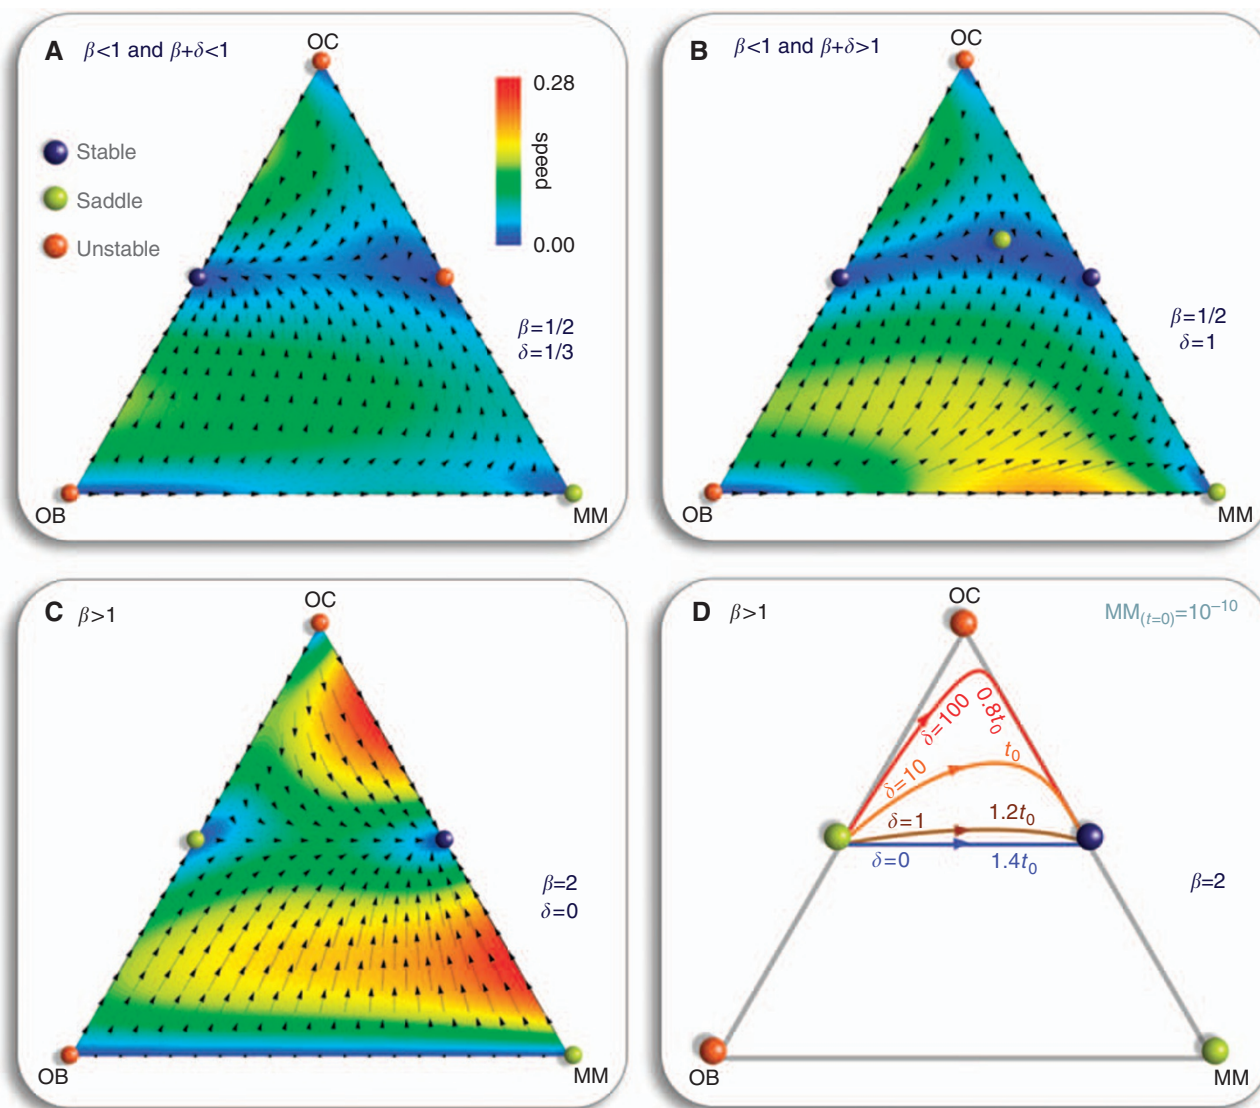 A β<1 and β+δ<1
OC
0.28
speed
0.00
Stable
Saddle
Unstable
β=1/2
δ=1/3
OB
MM
B β<1 and β+δ>1
OC
β=1/2
δ=1
OB
MM
C β>1
OC
β=2
δ=0
OB
MM
D β>1
OC
MM(t=0)=10⁻¹⁰
δ=100
0.8t₀
δ=10
t₀
δ=1
1.2t₀
δ=0
1.4t₀
β=2
OB
MM